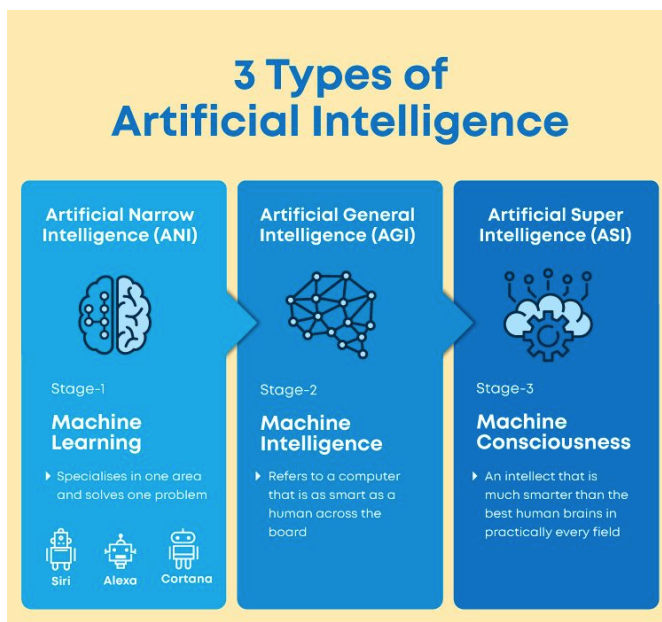 3 Types of
Artificial Intelligence
Artificial Narrow
Intelligence (ANI)
Stage-1
Machine
Learning
Specialises in one area
and solves one problem
Siri
Alexa
Cortana
Artificial General
Intelligence (AGI)
Stage-2
Machine
Intelligence
Refers to a computer
that is as smart as a
human across the
board
Artificial Super
Intelligence (ASI)
Stage-3
Machine
Consciousness
An intellect that is
much smarter than the
best human brains in
practically every field